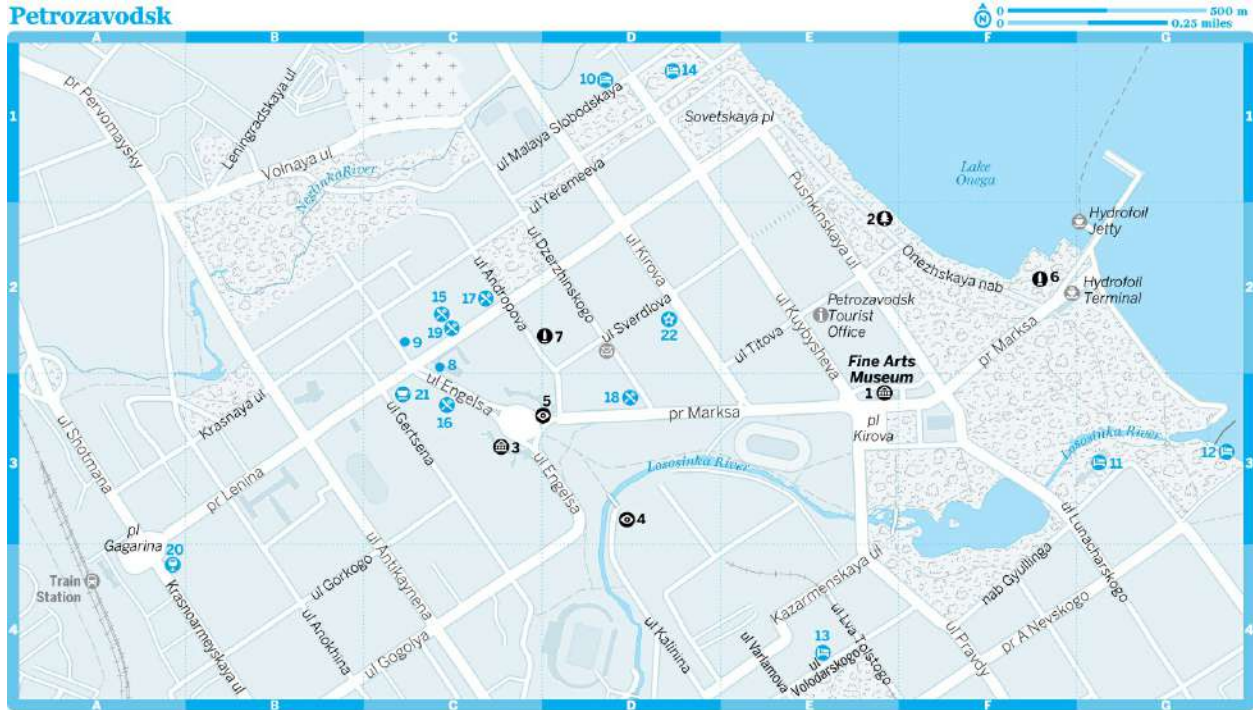 Petrozavodsk
N
0 500 m
0 0.25 miles
A B C D E F G
1
2
3
4
pr Pervomaysky
Leningradskaya ul
Volnaya ul
Neglinka River
10
14
ul Malaya Slobodskaya
Sovetskaya pl
ul Yeremeeva
Lake
Onega
Pushkinskaya ul
2
Hydrofoil
Jetty
Onezhskaya nab
6
Hydrofoil
Terminal
ul Andropova
ul Dzerzhinskogo
ul Kirova
ul Kuybysheva
15
17
19
9
8
7
ul Sverdlova
22
ul Titova
i
Petrozavodsk
Tourist
Office
pr Marksa
Fine Arts
Museum
1
ul Engelsa
21
16
5
18
pr Marksa
pl
Kirova
Krasnaya ul
ul Gertsena
3
ul Engelsa
Lososinka River
Lososinka River
11
12
ul Shotmana
pr Lenina
4
pl
Gagarina
20
Train
Station
Krasnoarmeyskaya ul
ul Gorkogo
ul Anokhina
ul Antikaynena
ul Gogolya
ul Kalinina
Kazarmenskaya ul
ul Varlamova
13
ul
Volodarskogo
ul Lva Tolstogo
ul Pravdy
nab Gyullinga
ul Lunacharskogo
pr A Nevskogo
1
2
3
4
A B C D E F G